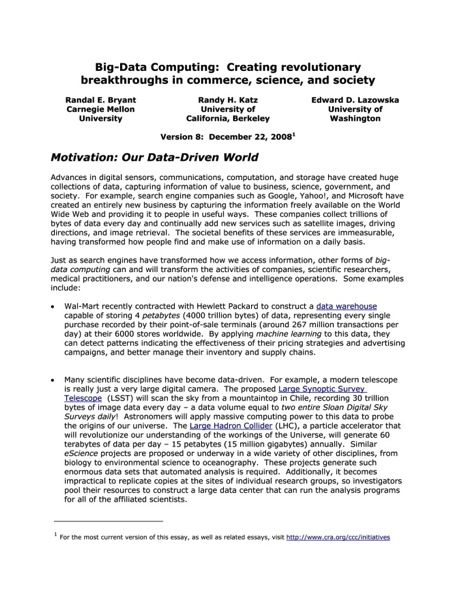 Big-Data Computing: Creating revolutionary
breakthroughs in commerce, science, and society
Randal E. Bryant Randy H. Katz Edward D. Lazowska
Carnegie Mellon University of University of
University California, Berkeley Washington
Version 8: December 22, 2008¹
Motivation: Our Data-Driven World
Advances in digital sensors, communications, computation, and storage have created huge
collections of data, capturing information of value to business, science, government, and
society. For example, search engine companies such as Google, Yahoo!, and Microsoft have
created an entirely new business by capturing the information freely available on the World
Wide Web and providing it to people in useful ways. These companies collect trillions of
bytes of data every day and continually add new services such as satellite images, driving
directions, and image retrieval. The societal benefits of these services are immeasurable,
having transformed how people find and make use of information on a daily basis.
Just as search engines have transformed how we access information, other forms of big-
data computing can and will transform the activities of companies, scientific researchers,
medical practitioners, and our nation's defense and intelligence operations. Some examples
include:
• Wal-Mart recently contracted with Hewlett Packard to construct a data warehouse
capable of storing 4 petabytes (4000 trillion bytes) of data, representing every single
purchase recorded by their point-of-sale terminals (around 267 million transactions per
day) at their 6000 stores worldwide. By applying machine learning to this data, they
can detect patterns indicating the effectiveness of their pricing strategies and advertising
campaigns, and better manage their inventory and supply chains.
• Many scientific disciplines have become data-driven. For example, a modern telescope
is really just a very large digital camera. The proposed Large Synoptic Survey
Telescope (LSST) will scan the sky from a mountaintop in Chile, recording 30 trillion
bytes of image data every day – a data volume equal to two entire Sloan Digital Sky
Surveys daily! Astronomers will apply massive computing power to this data to probe
the origins of our universe. The Large Hadron Collider (LHC), a particle accelerator that
will revolutionize our understanding of the workings of the Universe, will generate 60
terabytes of data per day – 15 petabytes (15 million gigabytes) annually. Similar
eScience projects are proposed or underway in a wide variety of other disciplines, from
biology to environmental science to oceanography. These projects generate such
enormous data sets that automated analysis is required. Additionally, it becomes
impractical to replicate copies at the sites of individual research groups, so investigators
pool their resources to construct a large data center that can run the analysis programs
for all of the affiliated scientists.
¹ For the most current version of this essay, as well as related essays, visit http://www.cra.org/ccc/initiatives